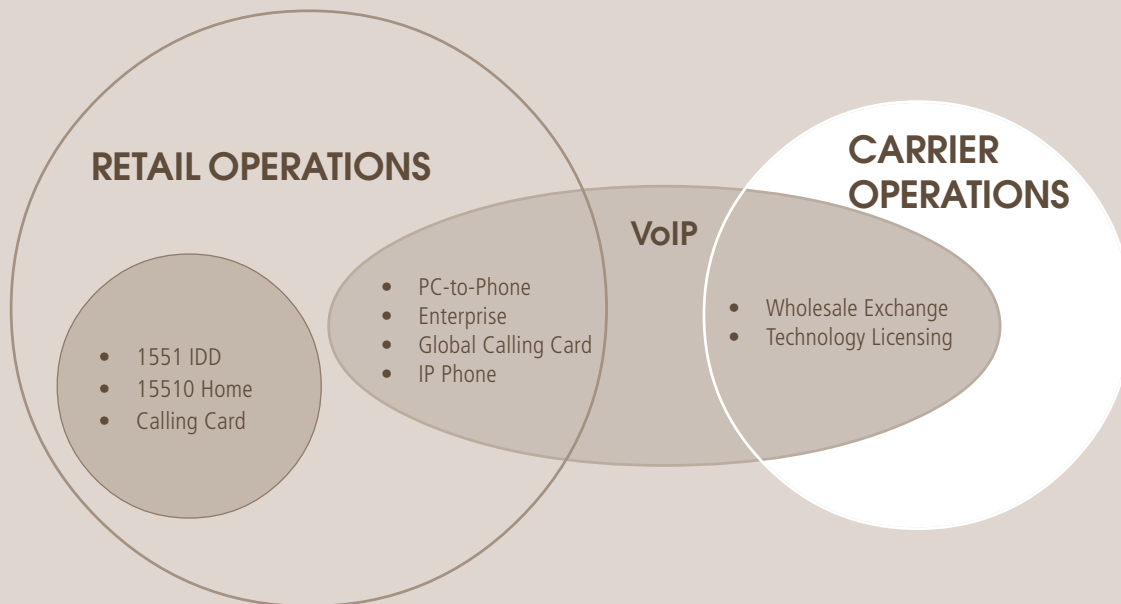 RETAIL OPERATIONS
• 1551 IDD
• 15510 Home
• Calling Card
VoIP
• PC-to-Phone
• Enterprise
• Global Calling Card
• IP Phone
CARRIER
OPERATIONS
• Wholesale Exchange
• Technology Licensing